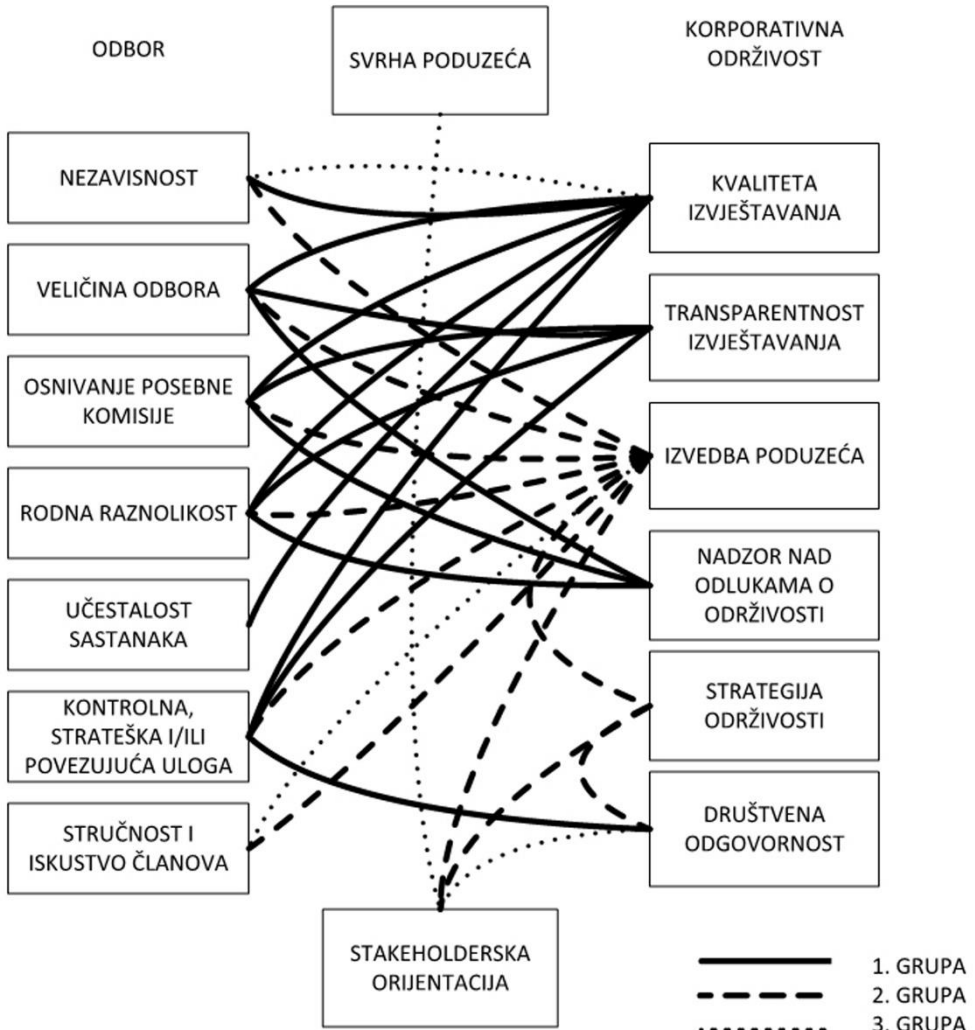 ODBOR
SVRHA PODUZEĆA
KORPORATIVNA
ODRŽIVOST
NEZAVISNOST
VELIČINA ODBORA
OSNIVANJE POSEBNE
KOMISIJE
RODNA RAZNOLIKOST
UČESTALOST
SASTANAKA
KONTROLNA,
STRATEŠKA I/ILI
POVEZUJUĆA ULOGA
STRUČNOST I
ISKUSTVO ČLANOVA
KVALITETA
IZVJEŠTAVANJA
TRANSPARENTNOST
IZVJEŠTAVANJA
IZVEDBA PODUZEĆA
NADZOR NAD
ODLUKAMA O
ODRŽIVOSTI
STRATEGIJA
ODRŽIVOSTI
DRUŠTVENA
ODGOVORNOST
STAKEHOLDERSKA
ORIJENTACIJA
1. GRUPA
2. GRUPA
3. GRUPA